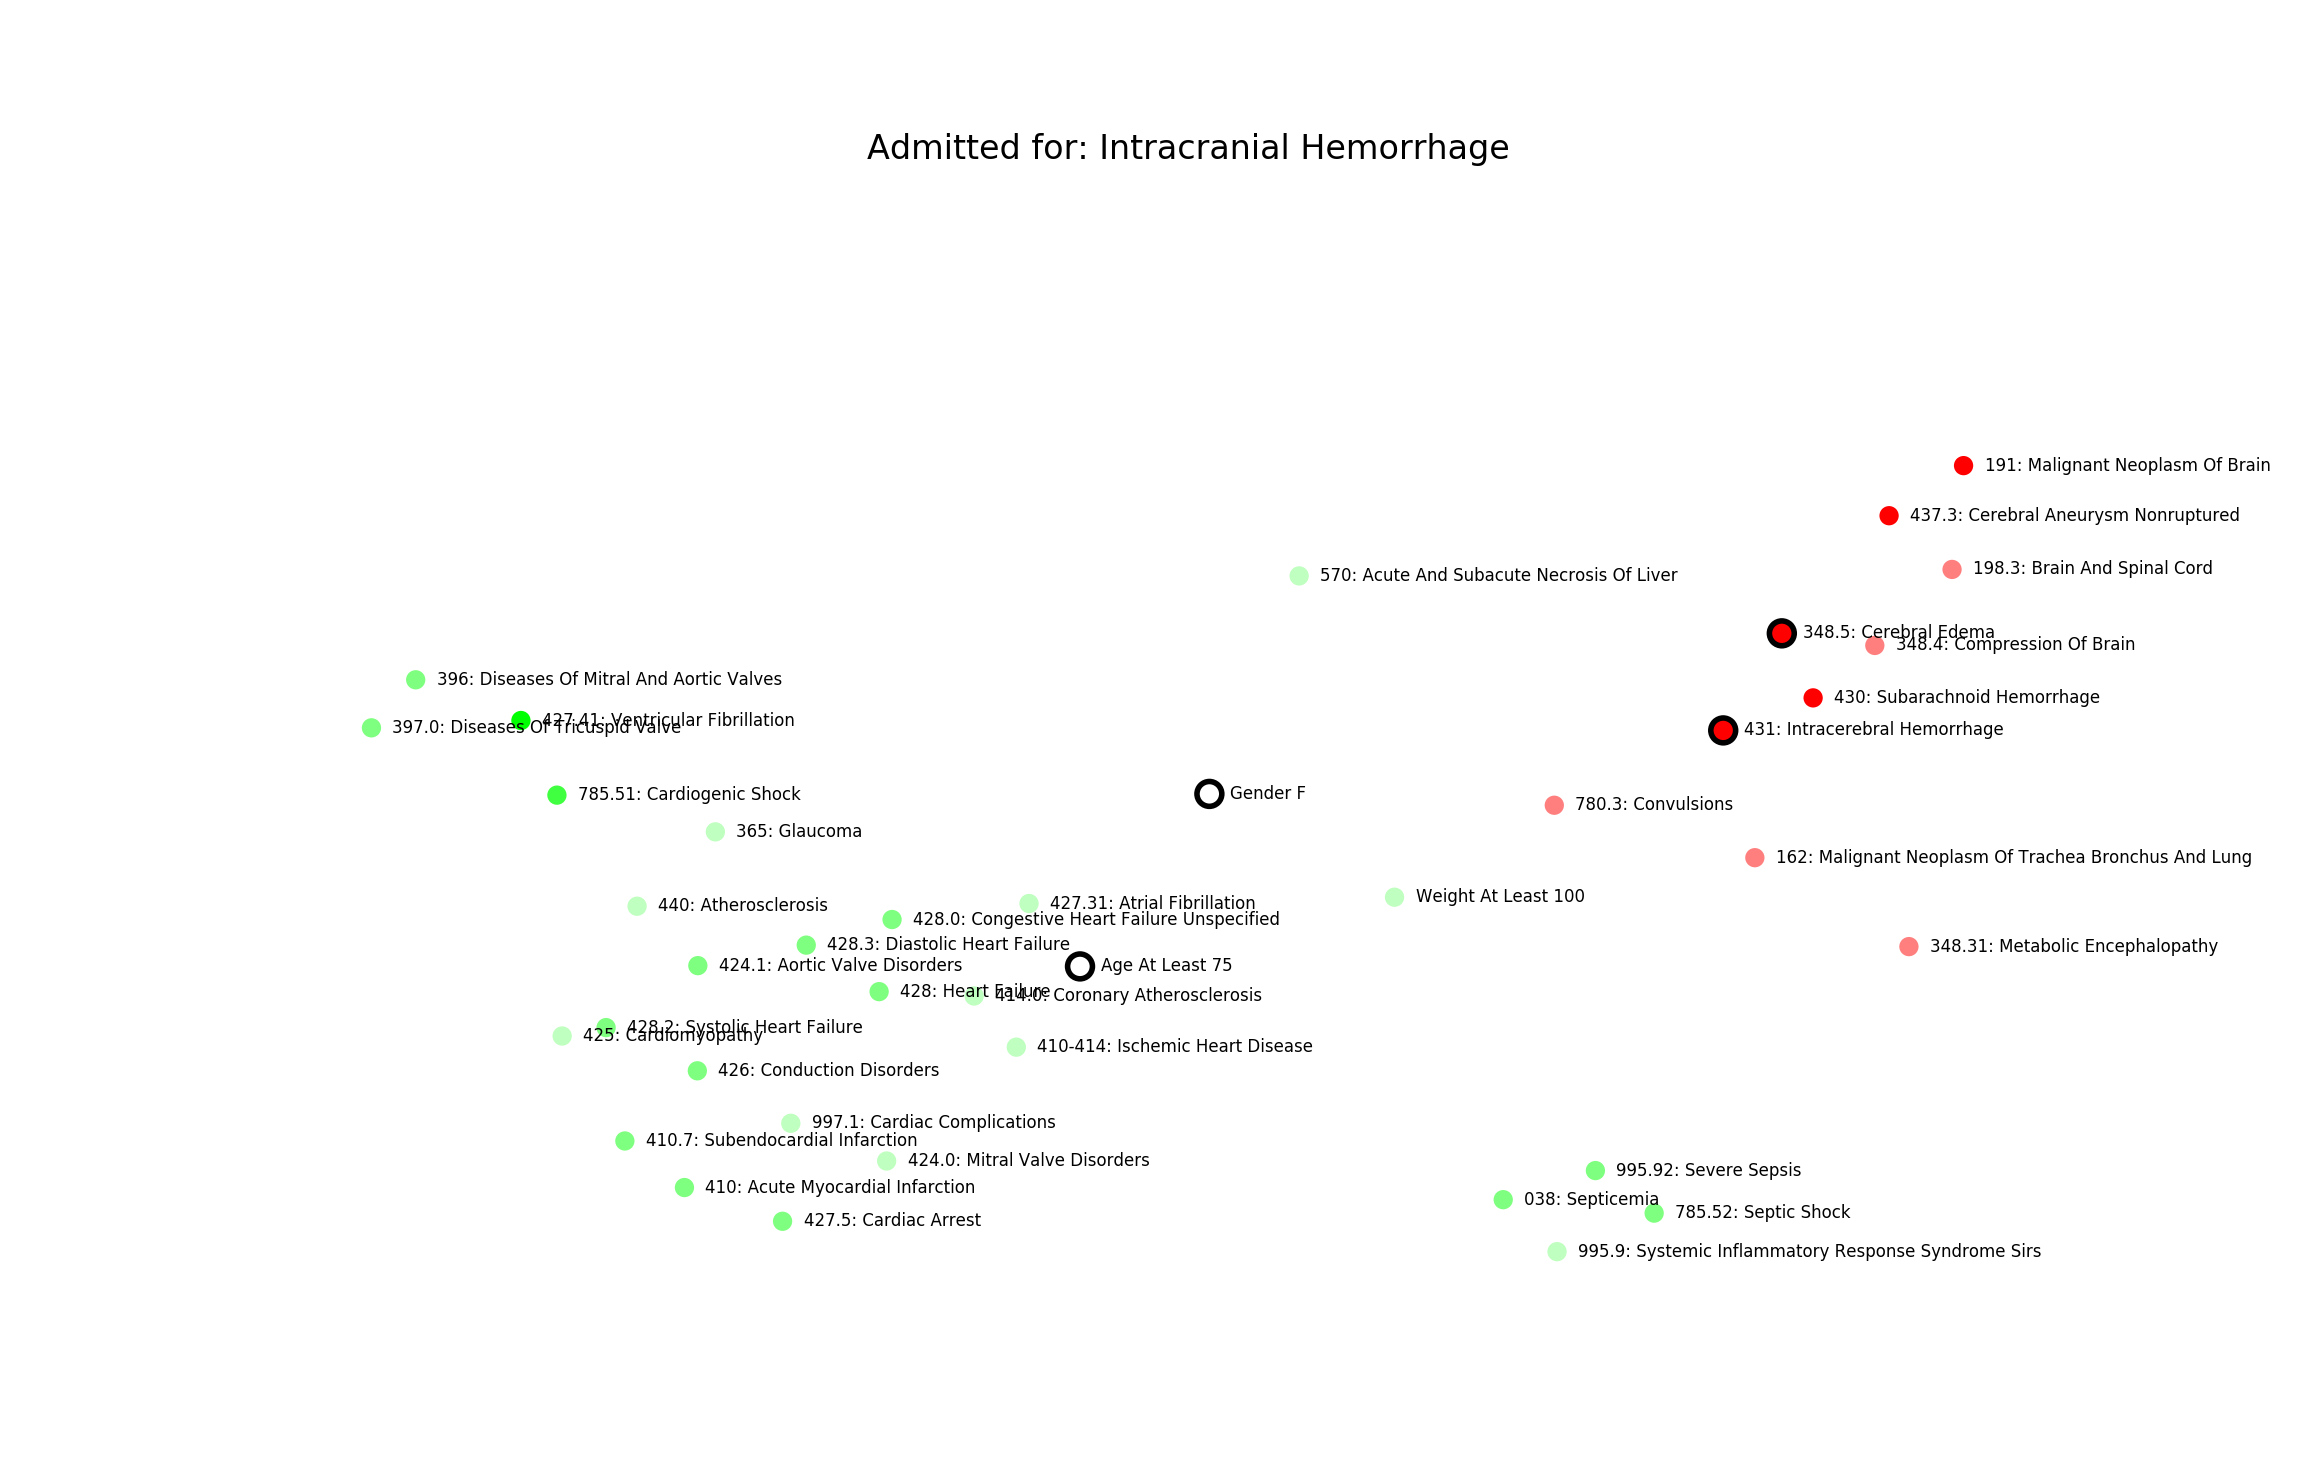 Admitted for: Intracranial Hemorrhage
191: Malignant Neoplasm Of Brain
437.3: Cerebral Aneurysm Nonruptured
198.3: Brain And Spinal Cord
570: Acute And Subacute Necrosis Of Liver
348.5: Cerebral Edema
348.4: Compression Of Brain
396: Diseases Of Mitral And Aortic Valves
430: Subarachnoid Hemorrhage
427.41: Ventricular Fibrillation
397.0: Diseases Of Tricuspid Valve
431: Intracerebral Hemorrhage
Gender F
785.51: Cardiogenic Shock
780.3: Convulsions
365: Glaucoma
162: Malignant Neoplasm Of Trachea Bronchus And Lung
Weight At Least 100
427.31: Atrial Fibrillation
440: Atherosclerosis
428.0: Congestive Heart Failure Unspecified
428.3: Diastolic Heart Failure
348.31: Metabolic Encephalopathy
424.1: Aortic Valve Disorders
Age At Least 75
428: Heart Failure
414.0: Coronary Atherosclerosis
428.2: Systolic Heart Failure
425: Cardiomyopathy
410-414: Ischemic Heart Disease
426: Conduction Disorders
997.1: Cardiac Complications
410.7: Subendocardial Infarction
424.0: Mitral Valve Disorders
995.92: Severe Sepsis
410: Acute Myocardial Infarction
038: Septicemia
785.52: Septic Shock
427.5: Cardiac Arrest
995.9: Systemic Inflammatory Response Syndrome Sirs